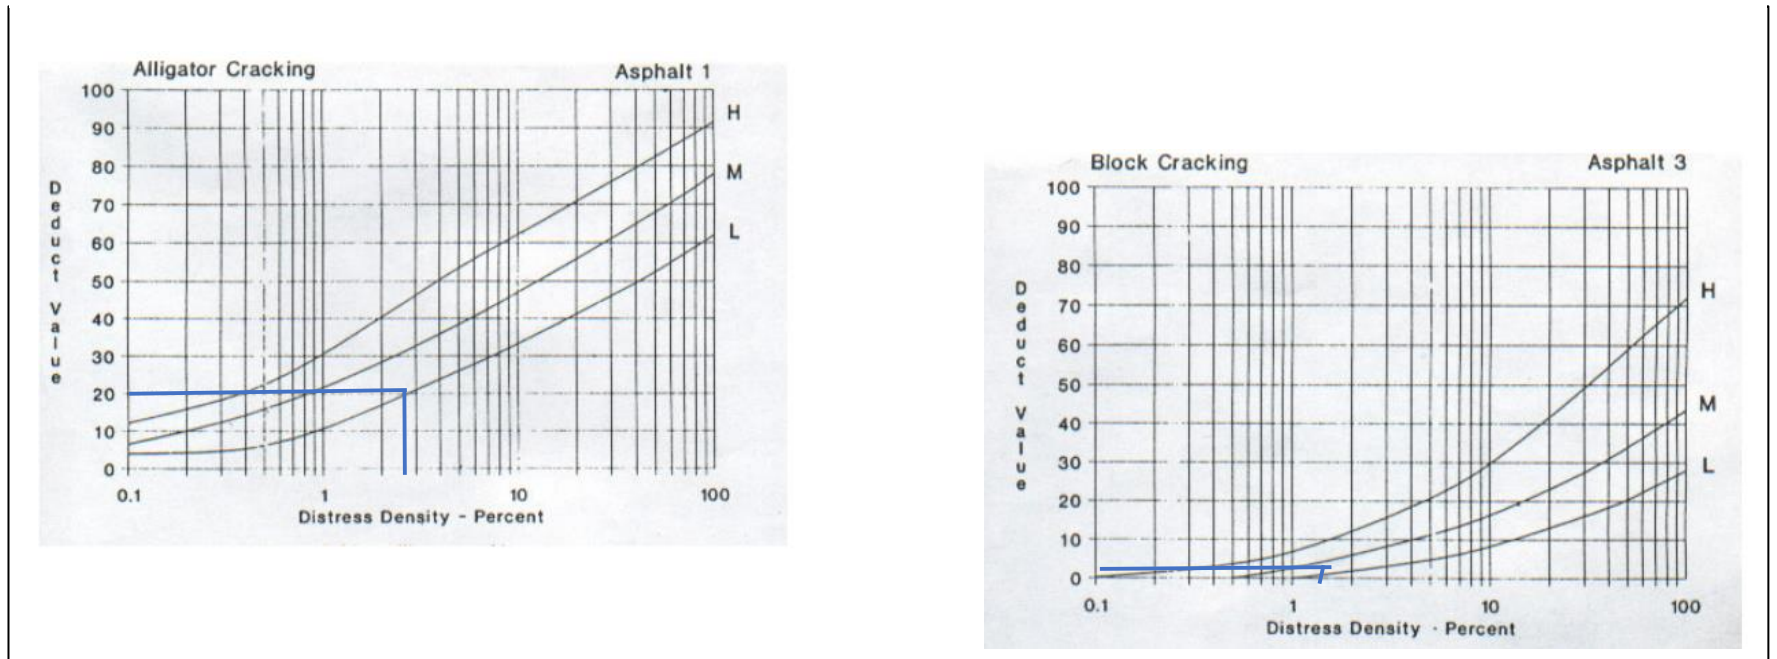 Alligator Cracking Asphalt 1
100
90
80
70
60
50
40
30
20
10
0
Deduct Value
H
M
L
0.1 1 10 100
Distress Density - Percent
Block Cracking Asphalt 3
100
90
80
70
60
50
40
30
20
10
0
Deduct Value
H
M
L
0.1 1 10 100
Distress Density - Percent